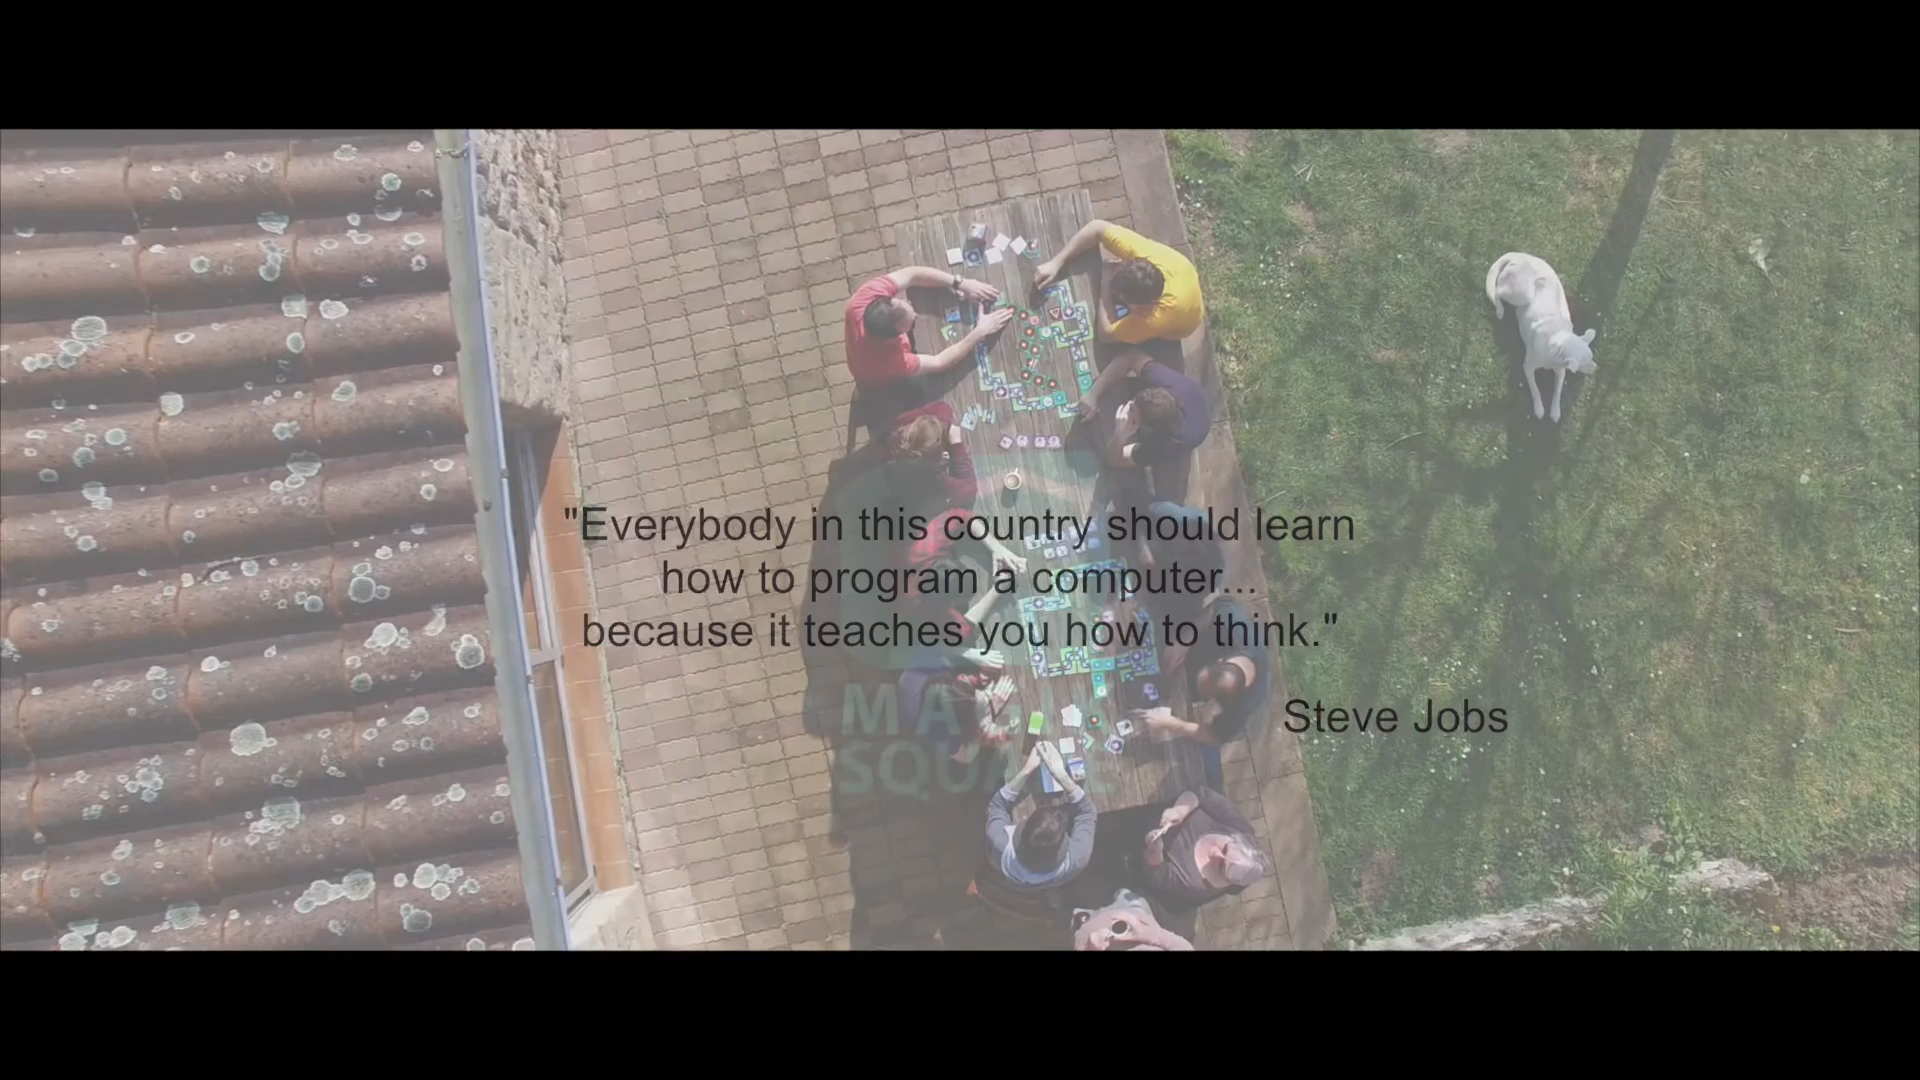 "Everybody in this country should learn
how to program a computer...
because it teaches you how to think."
Steve Jobs
SQUARE